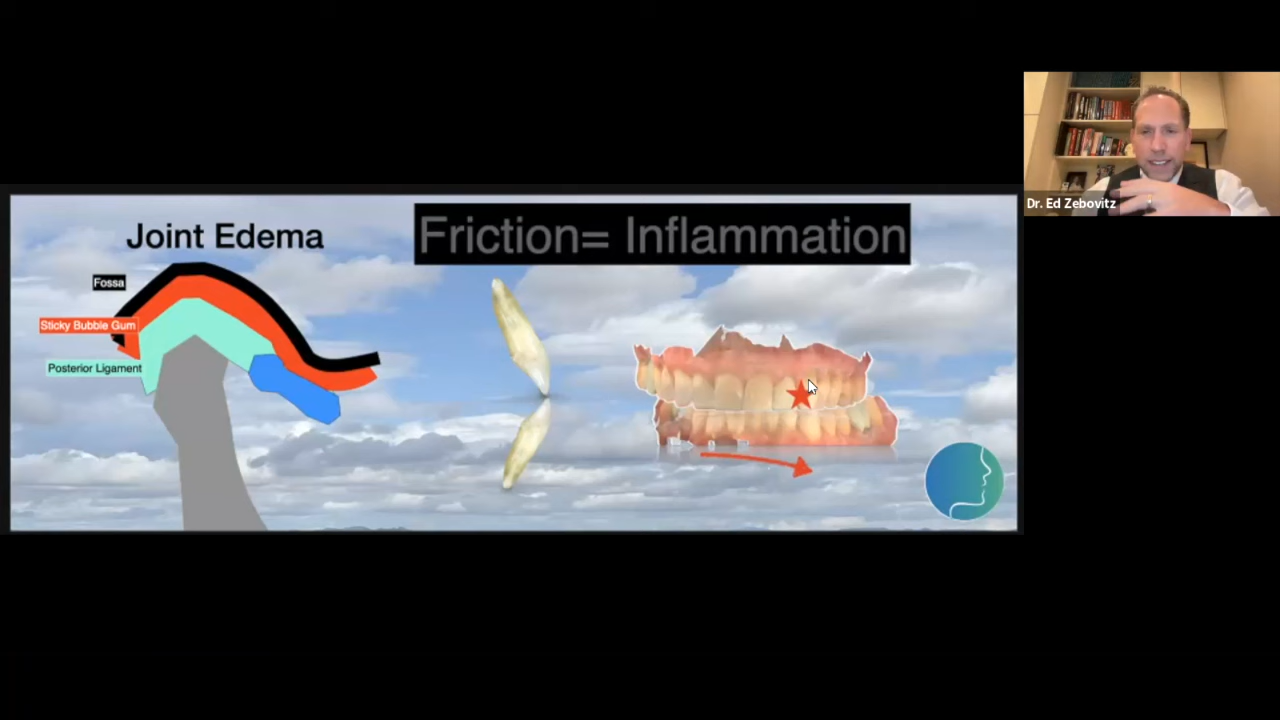 Joint Edema
Friction= Inflammation
Fossa
Sticky Bubble Gum
Posterior Ligament
Dr. Ed Zebovitz